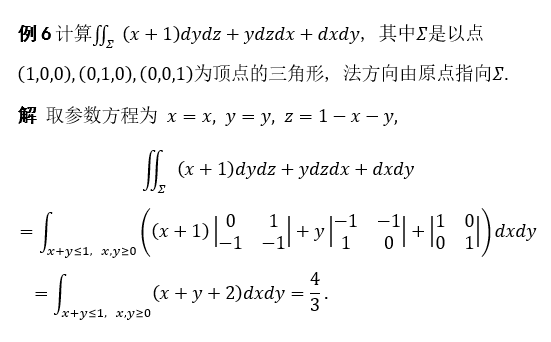 例 6 计算∬_Σ (x + 1)dydz + ydzdx + dxdy，其中Σ是以点
(1,0,0), (0,1,0), (0,0,1)为顶点的三角形，法方向由原点指向Σ.
解 取参数方程为 x = x, y = y, z = 1 − x − y,
∬_Σ (x + 1)dydz + ydzdx + dxdy
= ∫_{x+y≤1, x,y≥0} ((x + 1)|0 1; −1 −1| + y|−1 −1; 1 0| + |1 0; 0 1|) dxdy
= ∫_{x+y≤1, x,y≥0} (x + y + 2)dxdy = 4/3 .